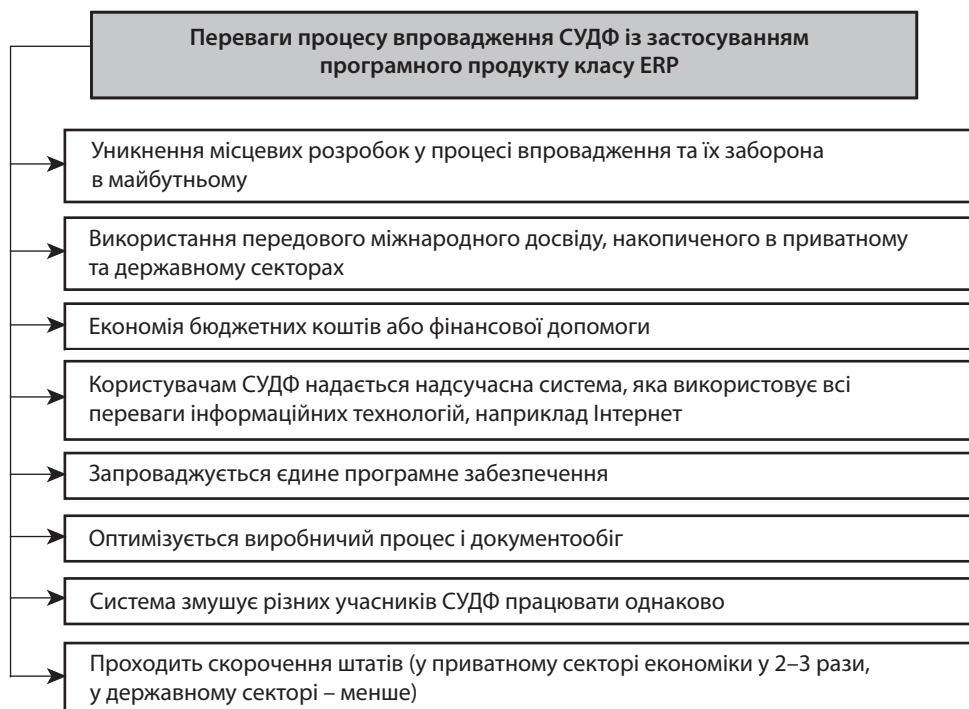 Переваги процесу впровадження СУДФ із застосуванням
програмного продукту класу ERP
Уникнення місцевих розробок у процесі впровадження та їх заборона
в майбутньому
Використання передового міжнародного досвіду, накопиченого в приватному
та державному секторах
Економія бюджетних коштів або фінансової допомоги
Користувачам СУДФ надається надсучасна система, яка використовує всі
переваги інформаційних технологій, наприклад Інтернет
Запроваджується єдине програмне забезпечення
Оптимізується виробничий процес і документообіг
Система змушує різних учасників СУДФ працювати однаково
Проходить скорочення штатів (у приватному секторі економіки у 2–3 рази,
у державному секторі – менше)